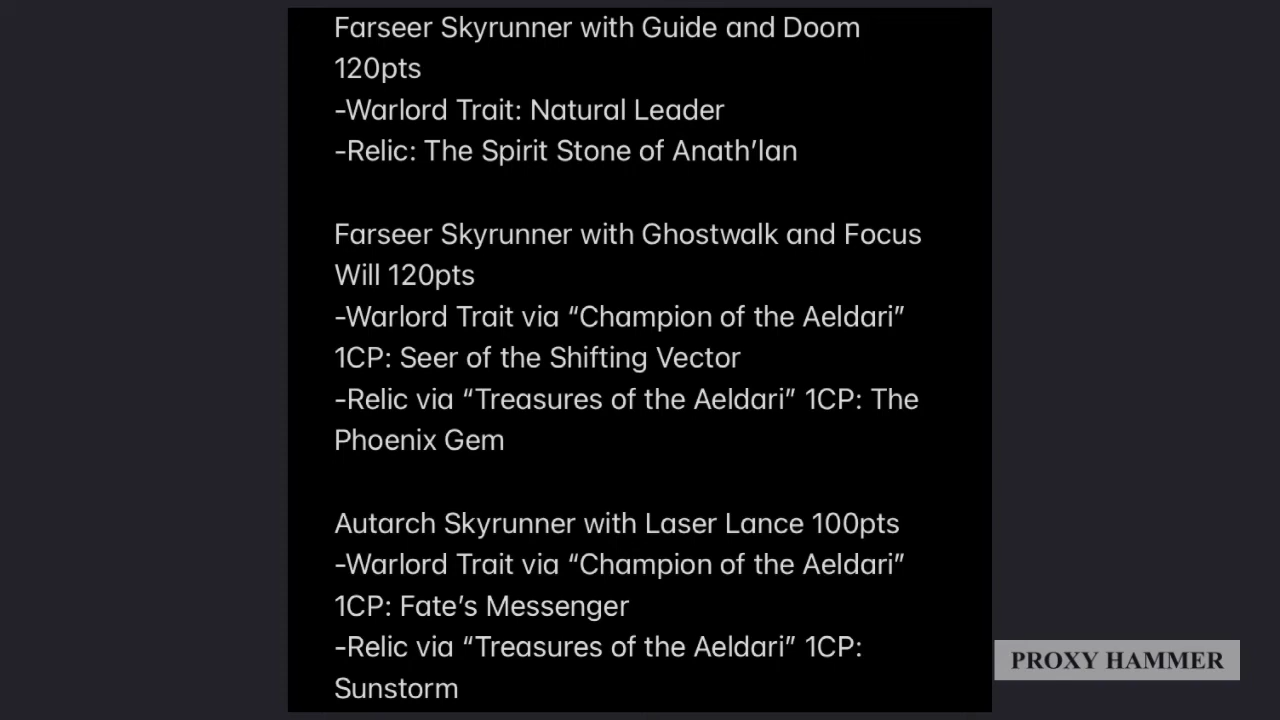 Farseer Skyrunner with Guide and Doom
120pts
-Warlord Trait: Natural Leader
-Relic: The Spirit Stone of Anath’lan
Farseer Skyrunner with Ghostwalk and Focus
Will 120pts
-Warlord Trait via “Champion of the Aeldari”
1CP: Seer of the Shifting Vector
-Relic via “Treasures of the Aeldari” 1CP: The
Phoenix Gem
Autarch Skyrunner with Laser Lance 100pts
-Warlord Trait via “Champion of the Aeldari”
1CP: Fate’s Messenger
-Relic via “Treasures of the Aeldari” 1CP:
Sunstorm
PROXY HAMMER